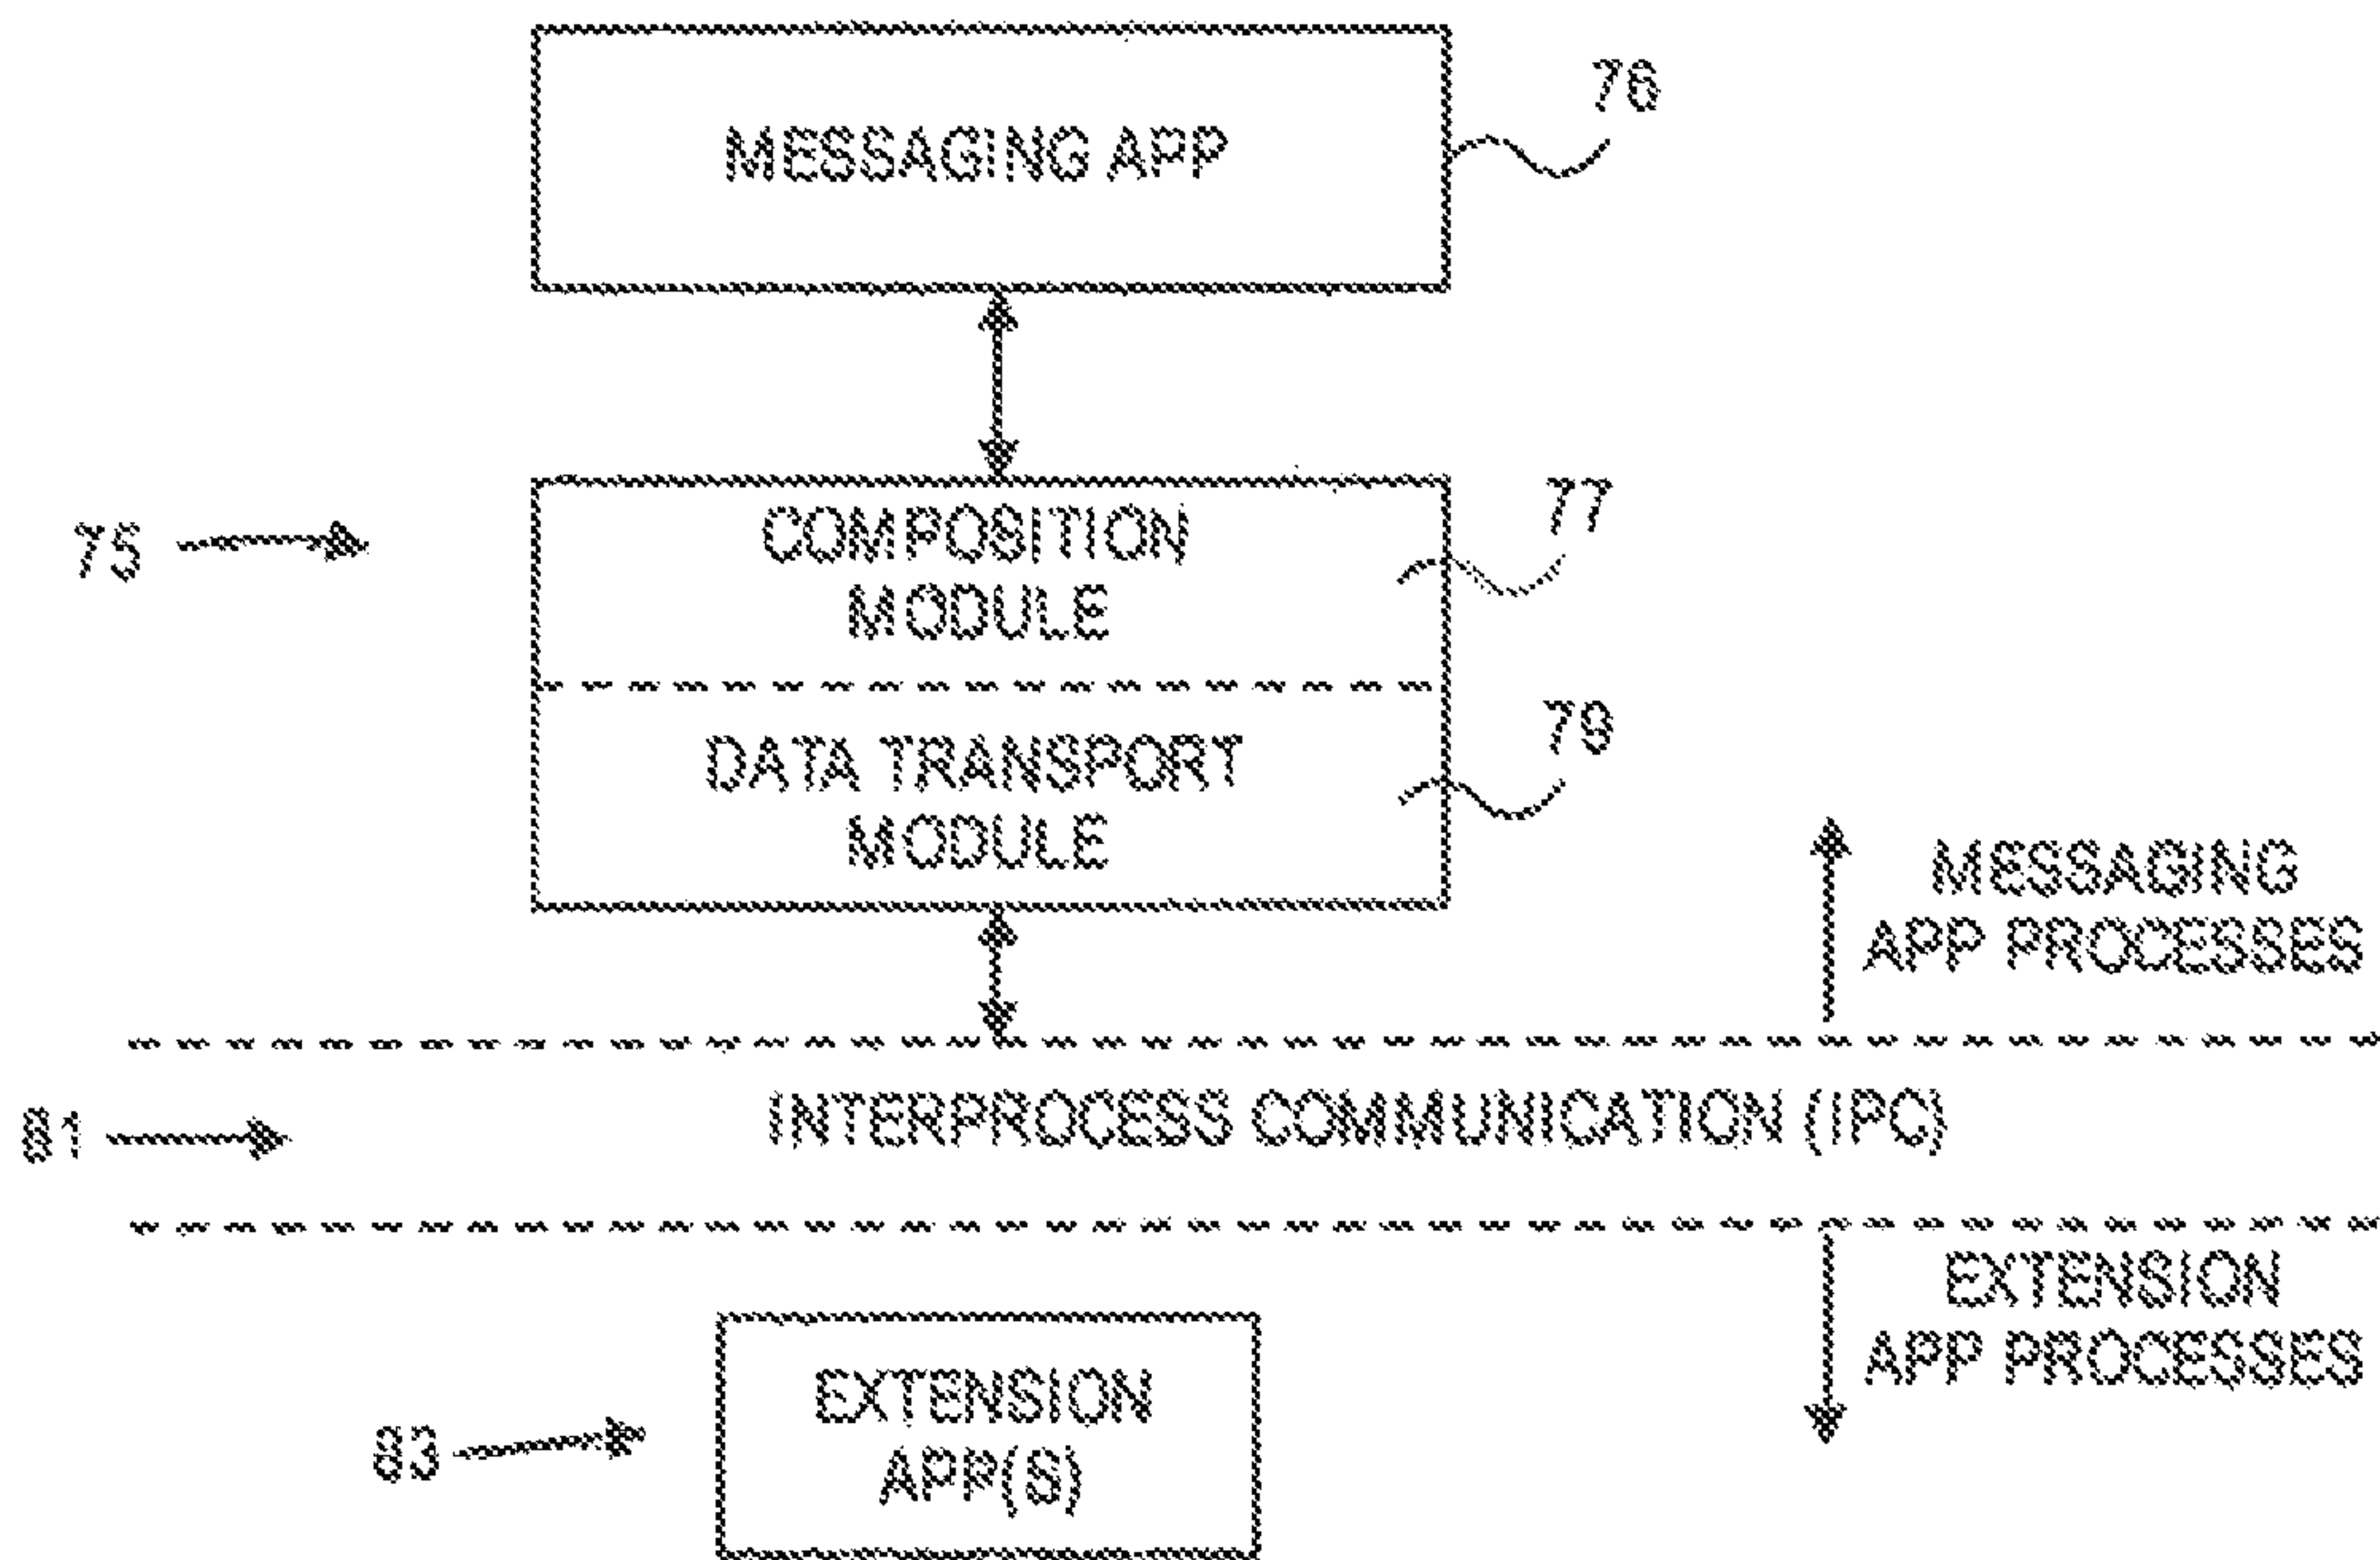 76
MESSAGING APP
77
75
COMPOSITION
MODULE
79
DATA TRANSPORT
MODULE
MESSAGING
APP PROCESSES
81
INTERPROCESS COMMUNICATION (IPC)
EXTENSION
APP PROCESSES
83
EXTENSION
APP(S)